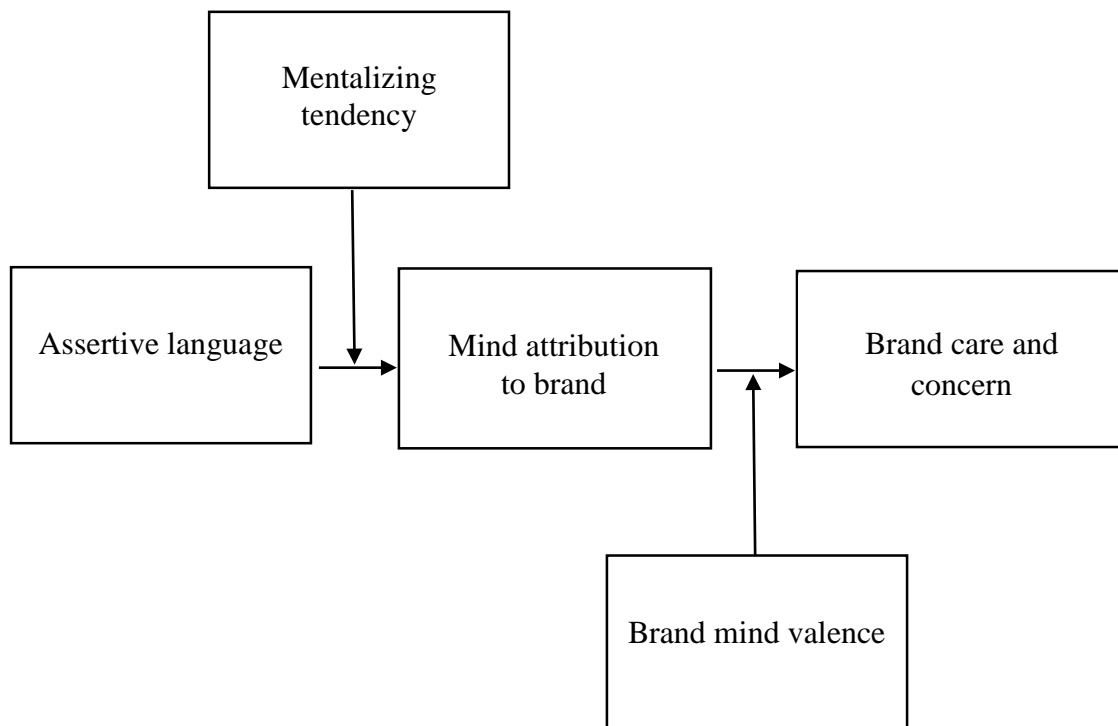 Mentalizing
tendency
Assertive language
Mind attribution
to brand
Brand care and
concern
Brand mind valence